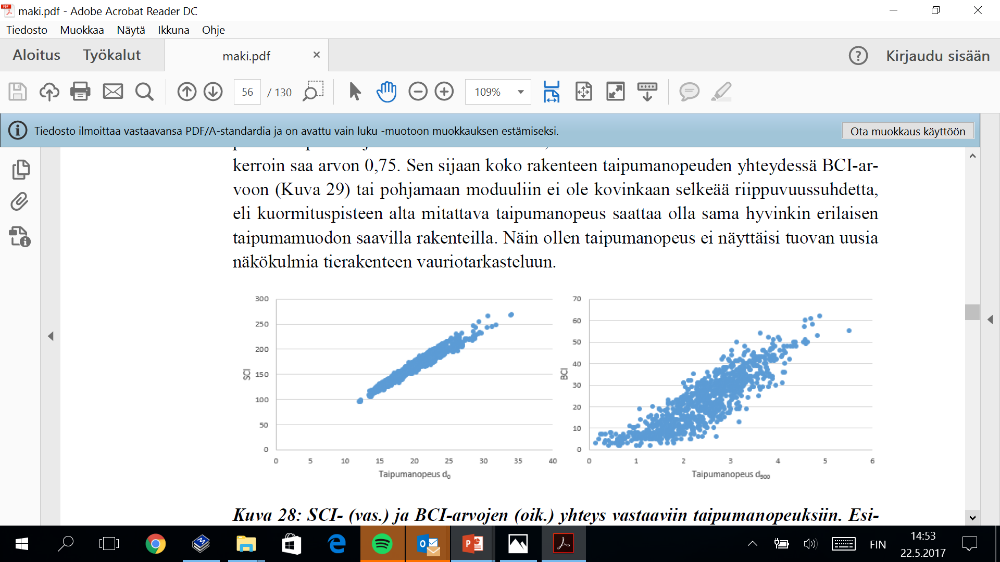 maki.pdf - Adobe Acrobat Reader DC
Tiedosto Muokkaa Näytä Ikkuna Ohje
Aloitus Työkalut maki.pdf Kirjaudu sisään
56 / 130 109%
Tiedosto ilmoittaa vastaavansa PDF/A-standardia ja on avattu vain luku -muotoon muokkauksen estämiseksi.
Ota muokkaus käyttöön
kerroin saa arvon 0,75. Sen sijaan koko rakenteen taipumanopeuden yhteydessä BCI-ar-
voon (Kuva 29) tai pohjamaan moduuliin ei ole kovinkaan selkeää riippuvuussuhdetta,
eli kuormituspisteen alta mitattava taipumanopeus saattaa olla sama hyvinkin erilaisen
taipumamuodon saavilla rakenteilla. Näin ollen taipumanopeus ei näyttäisi tuovan uusia
näkökulmia tierakenteen vauriotarkasteluun.
300
250
200
150
100
50
0
SCI
0 5 10 15 20 25 30 35 40
Taipumanopeus d₀
70
60
50
40
30
20
10
0
BCI
0 1 2 3 4 5 6
Taipumanopeus d₉₀₀
Kuva 28: SCI- (vas.) ja BCI-arvojen (oik.) yhteys vastaaviin taipumanopeuksiin. Esi-
FIN
14:53
22.5.2017